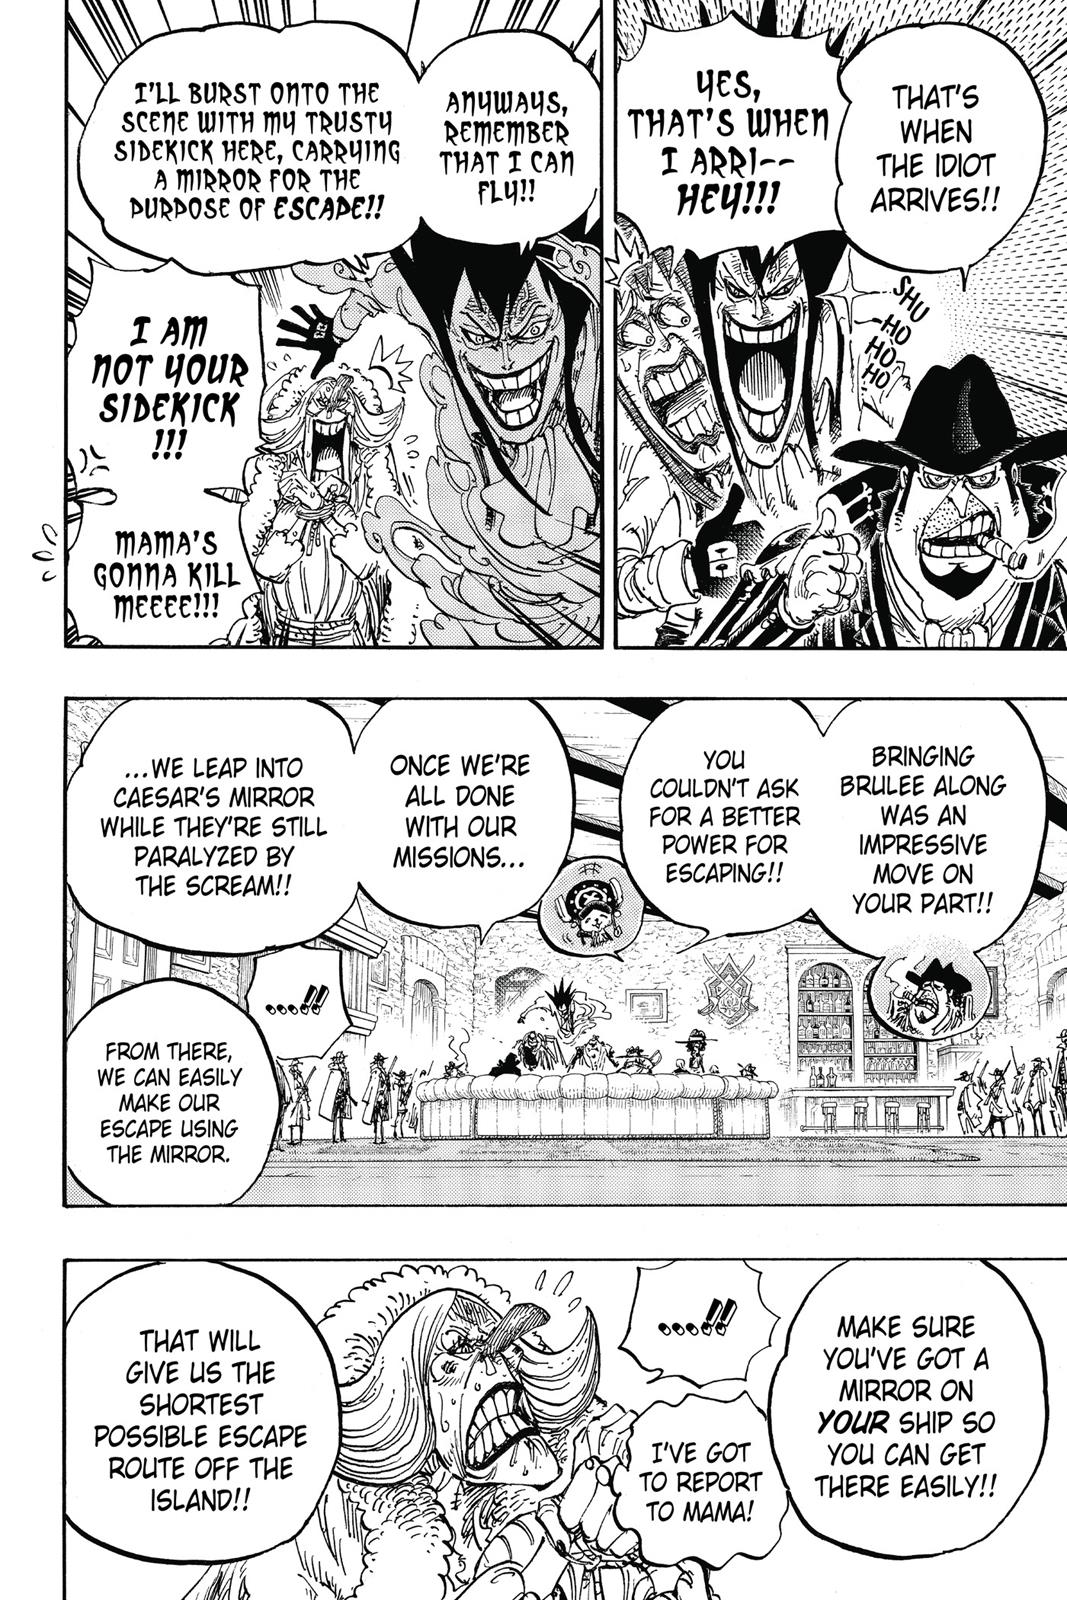 THAT'S
WHEN
THE IDIOT
ARRIVES!!
YES,
THAT'S WHEN
I ARRI--
HEY!!!
SHU
-HO
HO
HO
ANYWAYS,
REMEMBER
THAT I CAN
FLY!!
I'LL BURST ONTO THE
SCENE WITH MY TRUSTY
SIDEKICK HERE, CARRYING
A MIRROR FOR THE
PURPOSE OF ESCAPE!!
I AM
NOT YOUR
SIDEKICK
!!!
MAMA'S
GONNA KILL
MEEEE!!!
BRINGING
BRULEE ALONG
WAS AN
IMPRESSIVE
MOVE ON
YOUR PART!!
YOU
COULDN'T ASK
FOR A BETTER
POWER FOR
ESCAPING!!
ONCE WE'RE
ALL DONE
WITH OUR
MISSIONS...
...WE LEAP INTO
CAESAR'S MIRROR
WHILE THEY'RE STILL
PARALYZED BY
THE SCREAM!!
...!!
FROM THERE,
WE CAN EASILY
MAKE OUR
ESCAPE USING
THE MIRROR.
MAKE SURE
YOU'VE GOT A
MIRROR ON
YOUR SHIP SO
YOU CAN GET
THERE EASILY!!
...!!
I'VE GOT
TO REPORT
TO MAMA!
THAT WILL
GIVE US THE
SHORTEST
POSSIBLE ESCAPE
ROUTE OFF THE
ISLAND!!